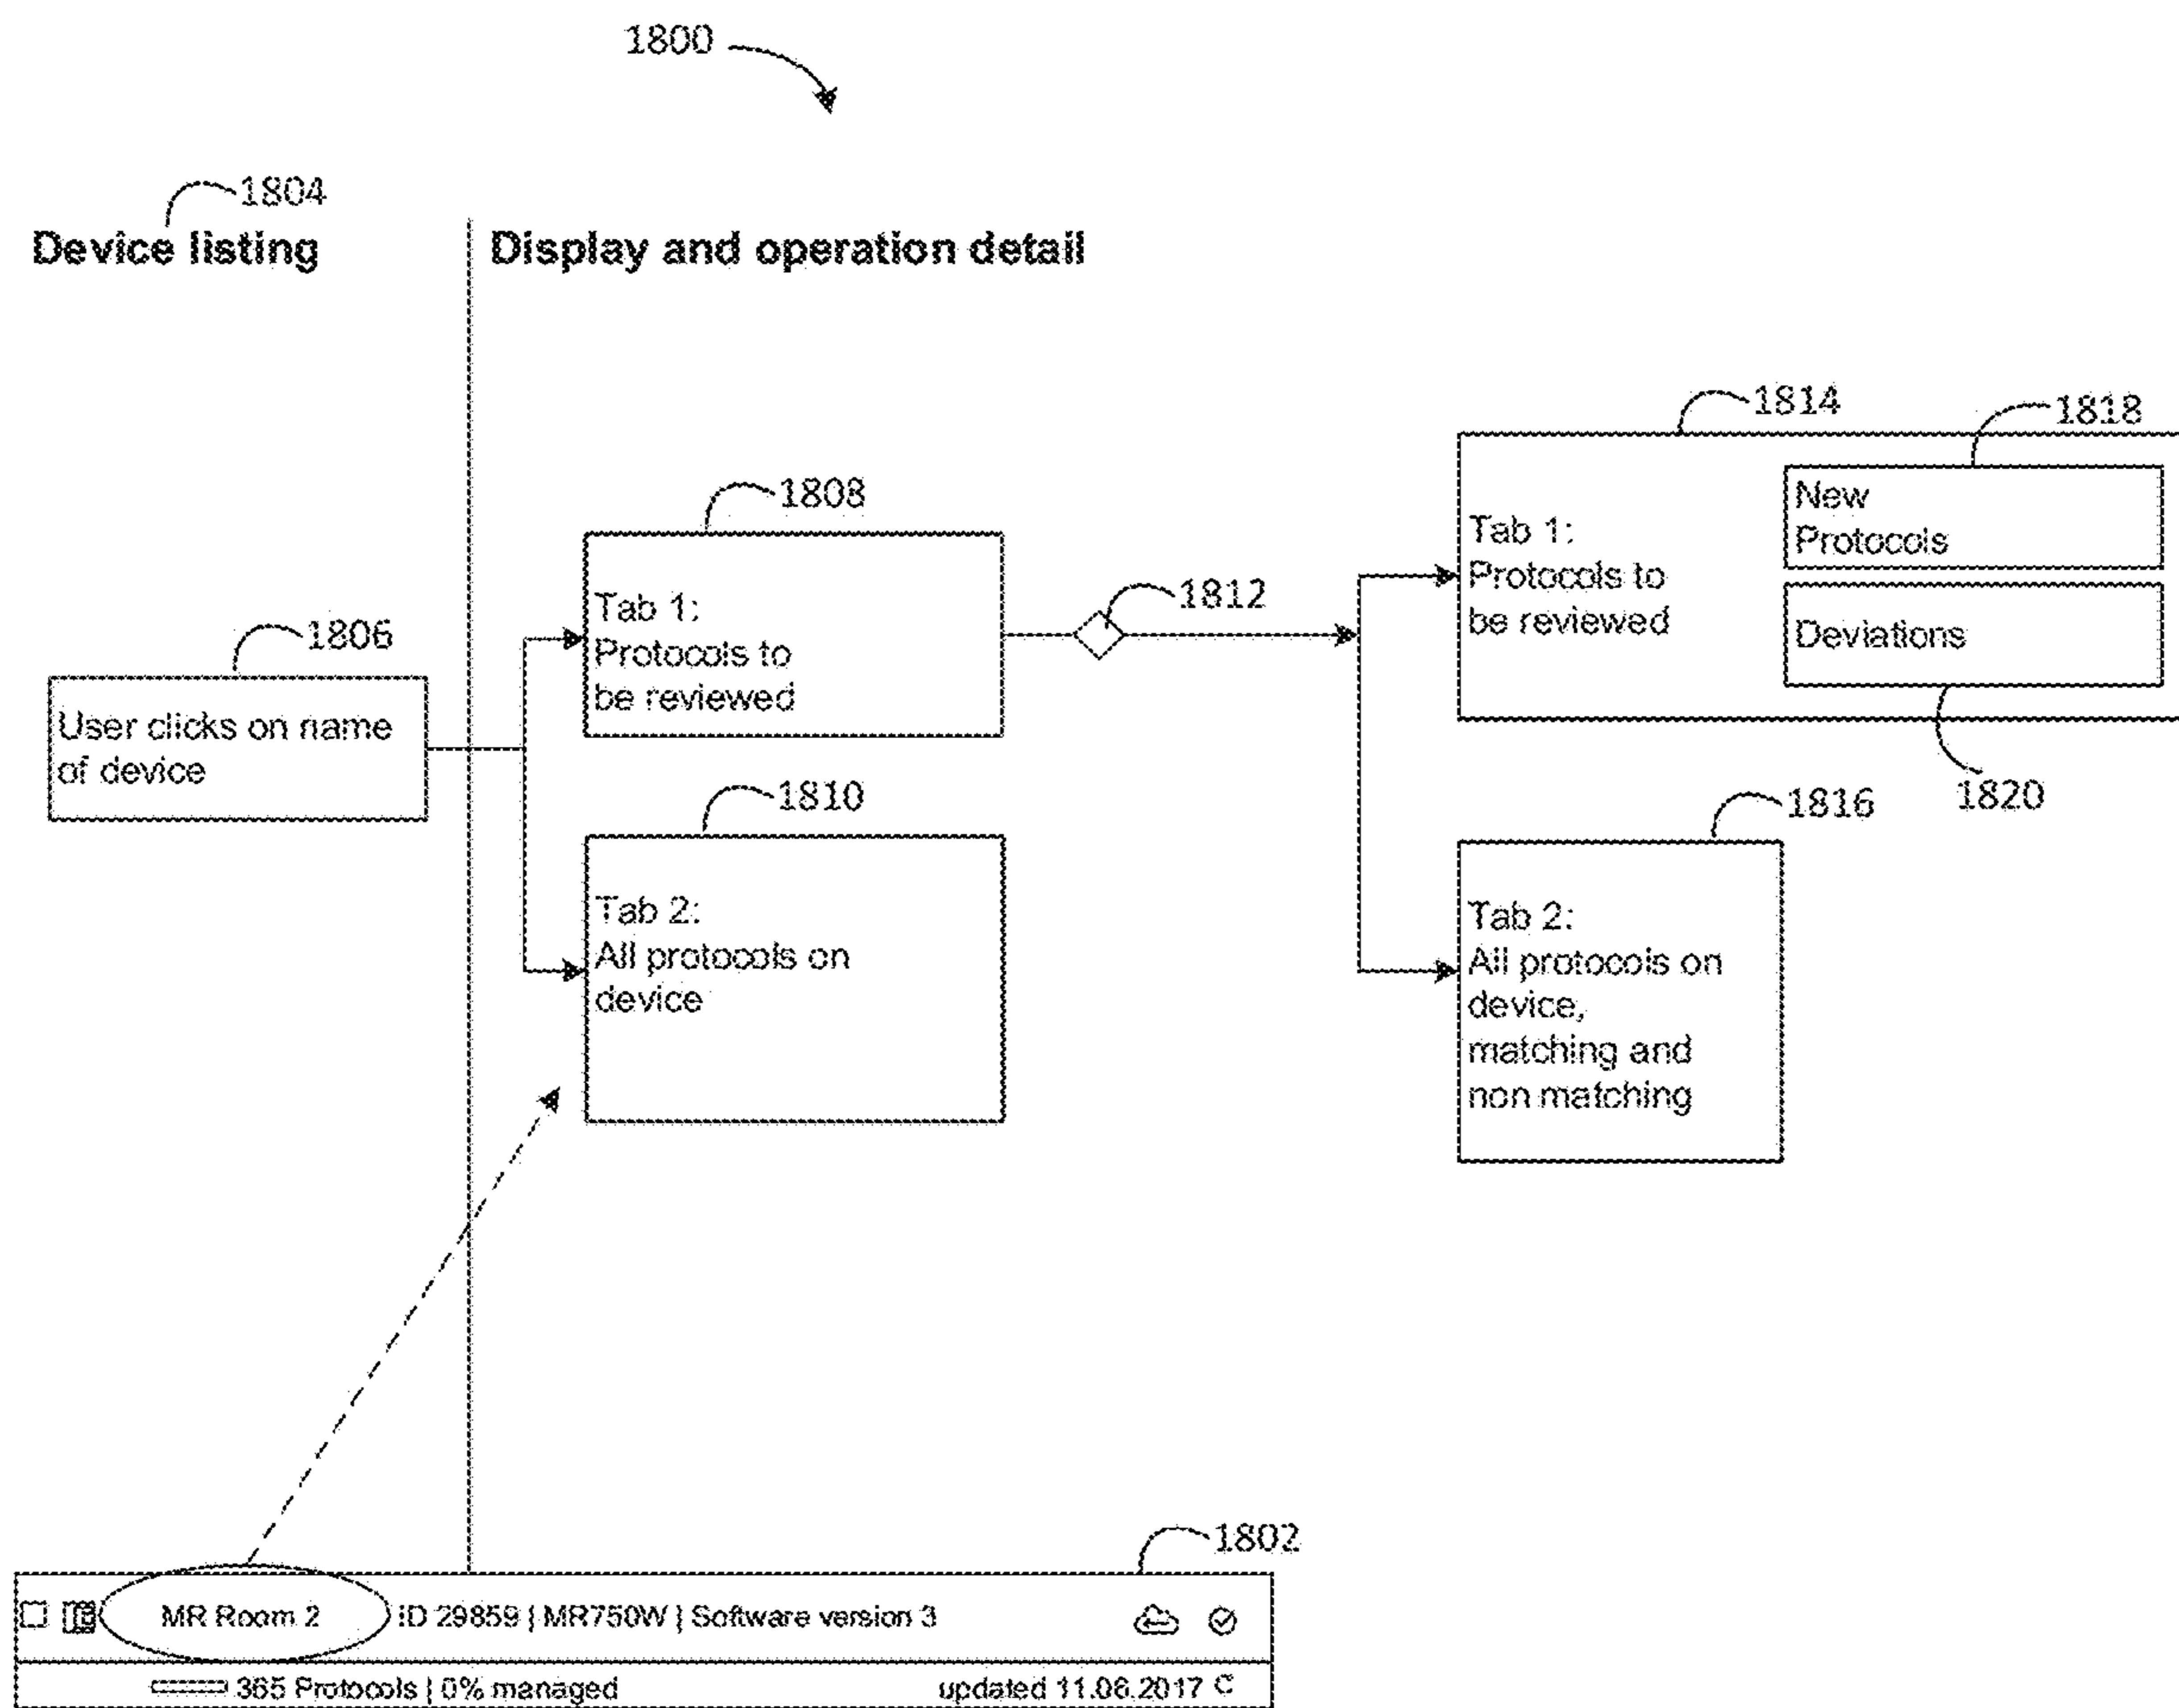 1800
1804
Device listing
Display and operation detail
1814
1818
New
Protocols
Tab 1:
Protocols to
be reviewed
Deviations
1820
1808
Tab 1:
Protocols to
be reviewed
1812
1806
User clicks on name
of device
1810
Tab 2:
All protocols on
device
1816
Tab 2:
All protocols on
device,
matching and
non matching
1802
MR Room 2 ID 29859 | MR750W | Software version 3
365 Protocols | 0% managed updated 11.06.2017 C